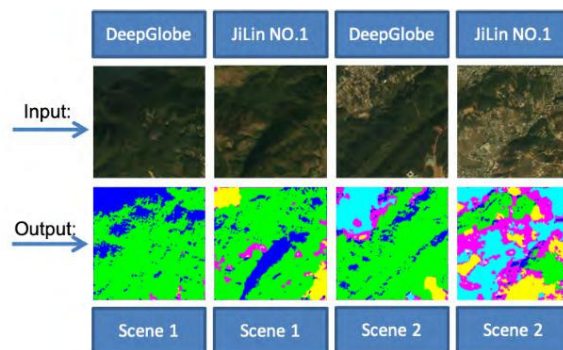 DeepGlobe JiLin NO.1 DeepGlobe JiLin NO.1
Input:
Output:
Scene 1 Scene 1 Scene 2 Scene 2